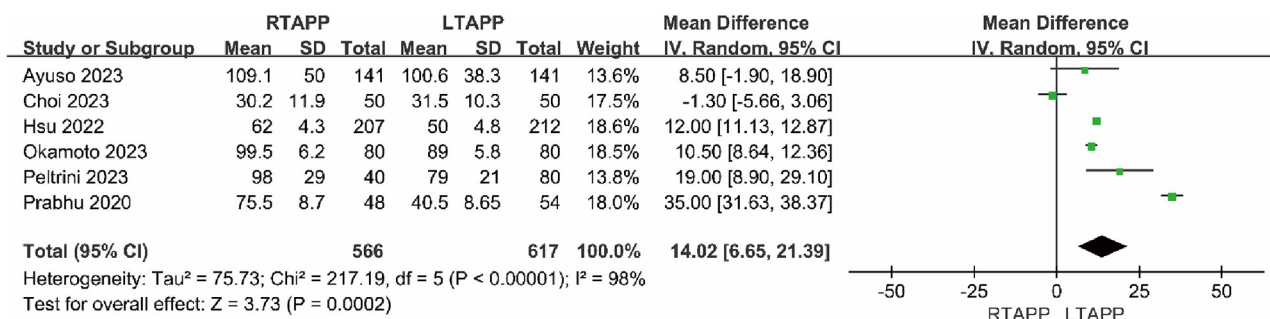 RTAPP LTAPP Mean Difference Mean Difference
Study or Subgroup Mean SD Total Mean SD Total Weight IV, Random, 95% CI IV, Random, 95% CI
Ayuso 2023 109.1 50 141 100.6 38.3 141 13.6% 8.50 [-1.90, 18.90]
Choi 2023 30.2 11.9 50 31.5 10.3 50 17.5% -1.30 [-5.66, 3.06]
Hsu 2022 62 4.3 207 50 4.8 212 18.6% 12.00 [11.13, 12.87]
Okamoto 2023 99.5 6.2 80 89 5.8 80 18.5% 10.50 [8.64, 12.36]
Peltrini 2023 98 29 40 79 21 80 13.8% 19.00 [8.90, 29.10]
Prabhu 2020 75.5 8.7 48 40.5 8.65 54 18.0% 35.00 [31.63, 38.37]
Total (95% CI) 566 617 100.0% 14.02 [6.65, 21.39]
Heterogeneity: Tau² = 75.73; Chi² = 217.19, df = 5 (P < 0.00001); I² = 98%
Test for overall effect: Z = 3.73 (P = 0.0002)
-50 -25 0 25 50
RTAPP LTAPP